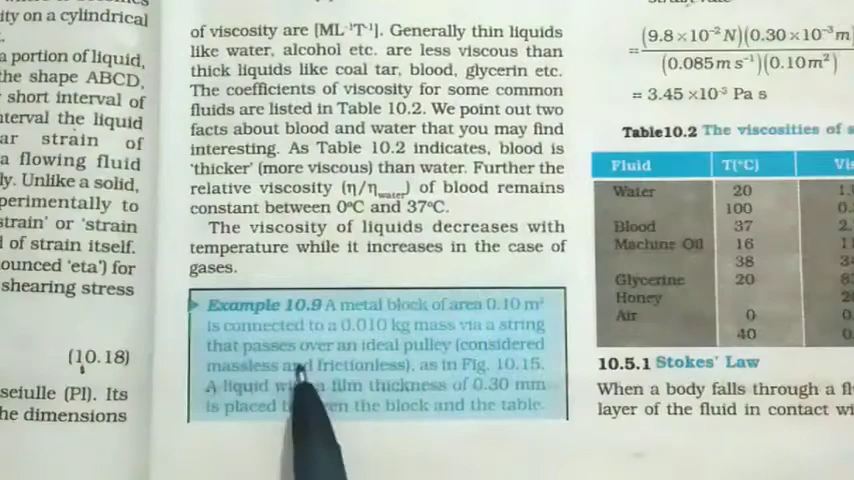 ity on a cylindrical
a portion of liquid,
the shape ABCD,
short interval of
nterval the liquid
ar strain of
a flowing fluid
ly. Unlike a solid,
perimentally to
strain' or 'strain
l of strain itself.
ounced 'eta') for
shearing stress
(10.18)
seiulle (PI). Its
he dimensions
of viscosity are [ML⁻¹T⁻¹]. Generally thin liquids
like water, alcohol etc. are less viscous than
thick liquids like coal tar, blood, glycerin etc.
The coefficients of viscosity for some common
fluids are listed in Table 10.2. We point out two
facts about blood and water that you may find
interesting. As Table 10.2 indicates, blood is
'thicker' (more viscous) than water. Further the
relative viscosity (η/η_water) of blood remains
constant between 0°C and 37°C.
The viscosity of liquids decreases with
temperature while it increases in the case of
gases.
Example 10.9 A metal block of area 0.10 m²
is connected to a 0.010 kg mass via a string
that passes over an ideal pulley (considered
massless and frictionless), as in Fig. 10.15.
A liquid film thickness of 0.30 mm
is placed the block and the table.
= (9.8×10⁻² N)(0.30×10⁻³ m
(0.085 m s⁻¹)(0.10 m²)
= 3.45 ×10⁻³ Pa s
Table10.2 The viscosities of
Fluid T(°C)
Water 20
100
Blood 37
Machine Oil 16
38
Glycerine 20
Honey
Air 0
40
10.5.1 Stokes' Law
When a body falls through a
layer of the fluid in contact